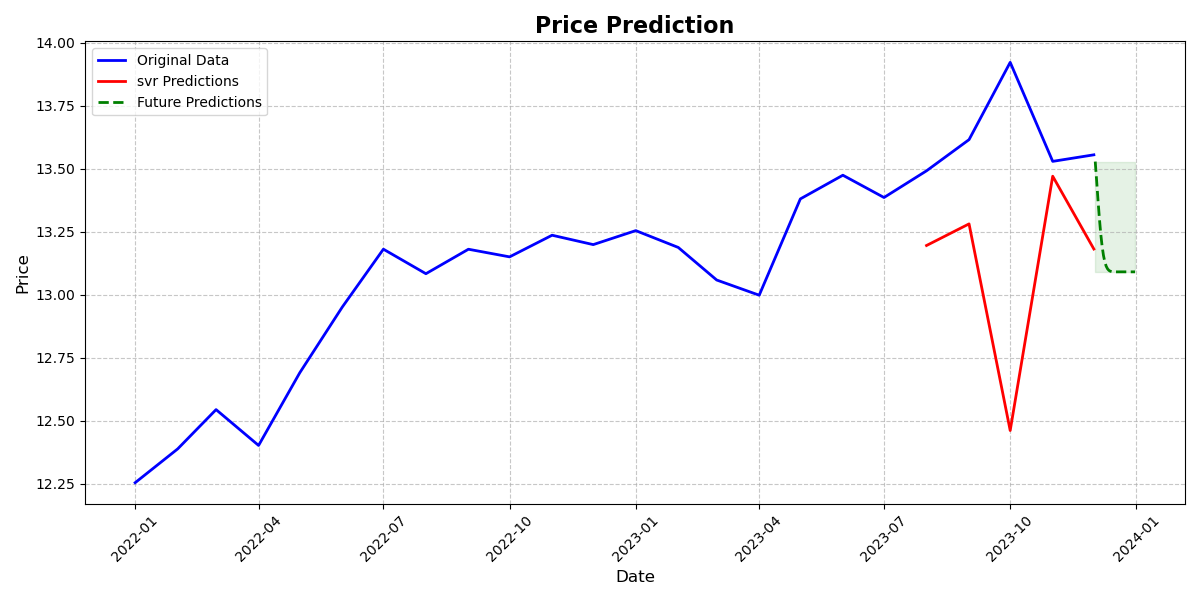 Price Prediction
Original Data
svr Predictions
Future Predictions
Price
14.00
13.75
13.50
13.25
13.00
12.75
12.50
12.25
2022-01
2022-04
2022-07
2022-10
2023-01
2023-04
2023-07
2023-10
2024-01
Date